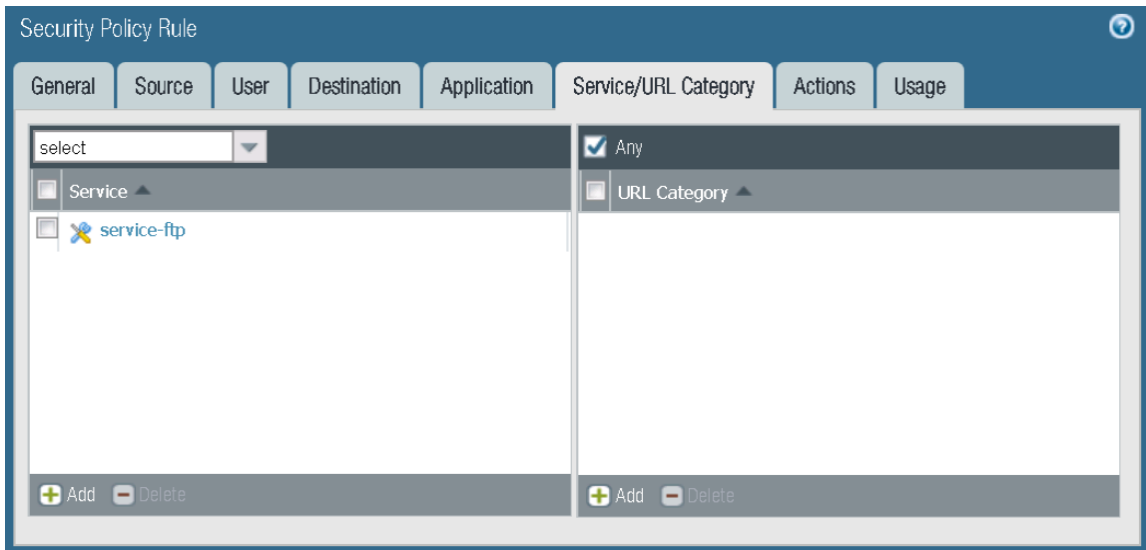 Security Policy Rule
General Source User Destination Application Service/URL Category Actions Usage
select Any
Service URL Category
service-ftp
Add Delete Add Delete